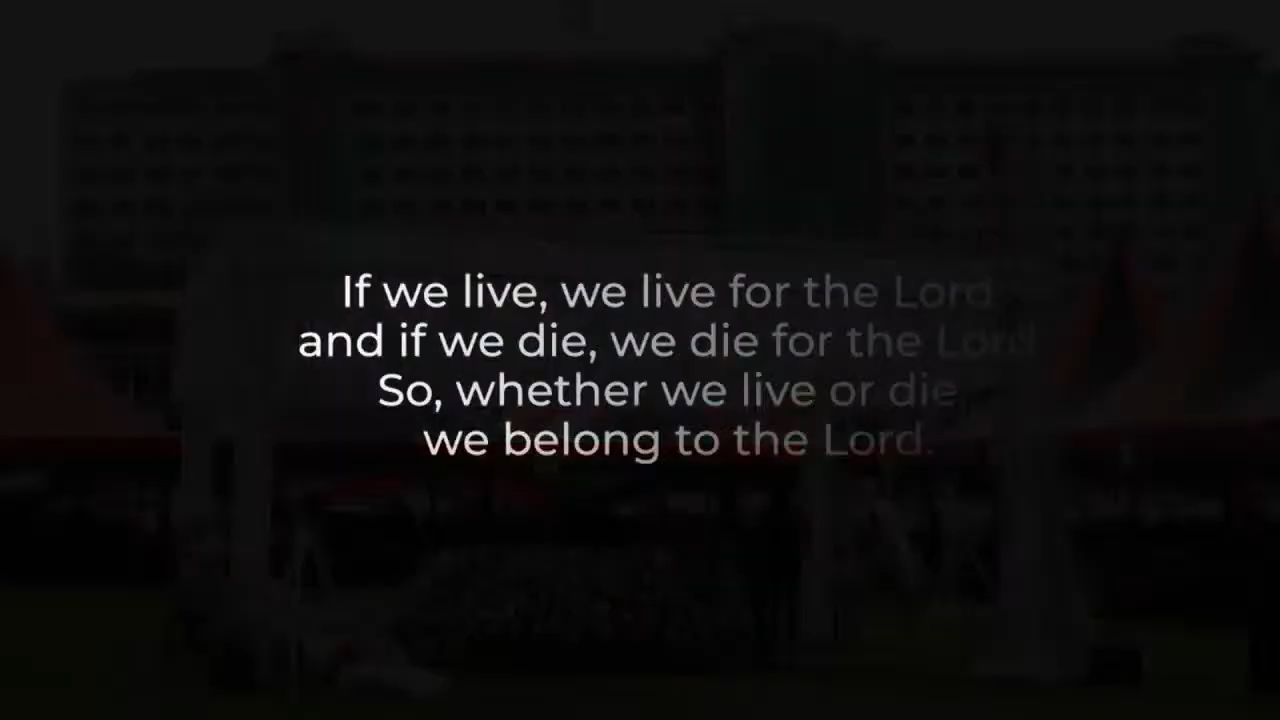 If we live, we live for the Lord
and if we die, we die for the Lord
So, whether we live or die
we belong to the Lord.